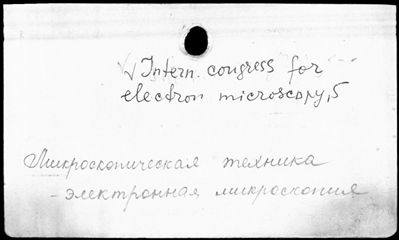 √ Intern. congress for
electron microscopy, 5
Микроскопическая техника
- электронная микроскопия